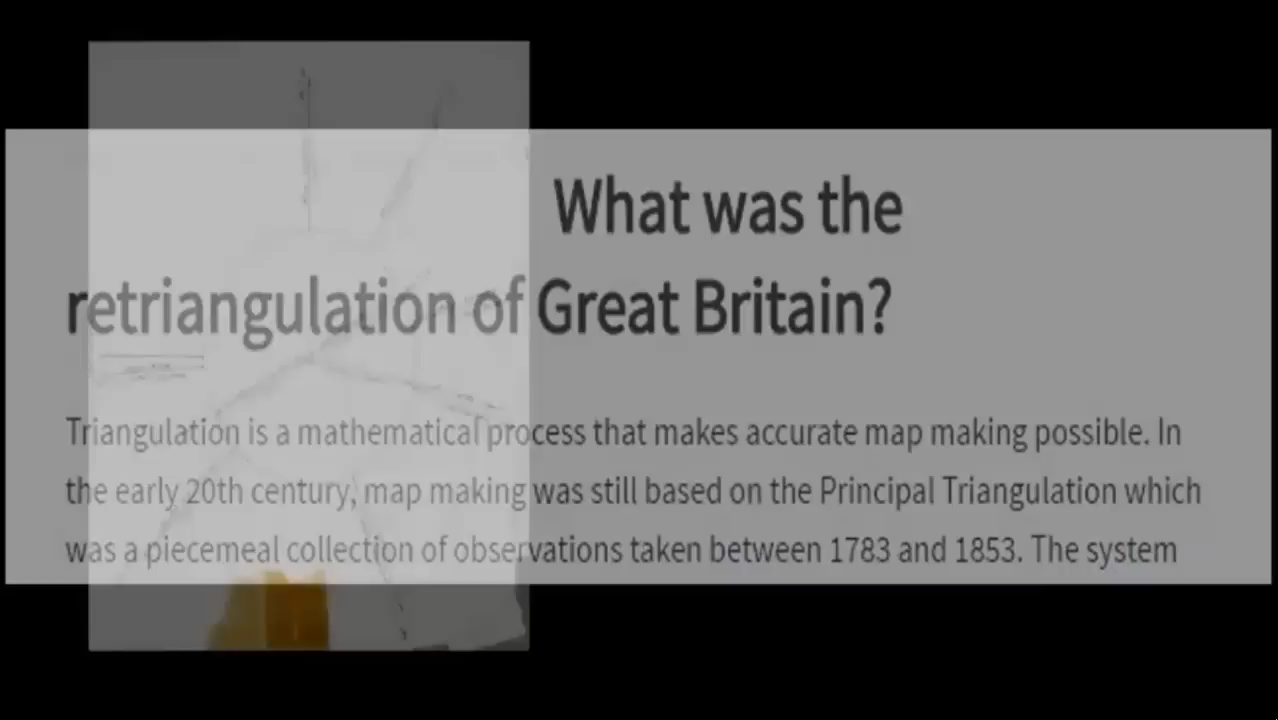 What was the
retriangulation of Great Britain?
Triangulation is a mathematical process that makes accurate map making possible. In
the early 20th century, map making was still based on the Principal Triangulation which
was a piecemeal collection of observations taken between 1783 and 1853. The system